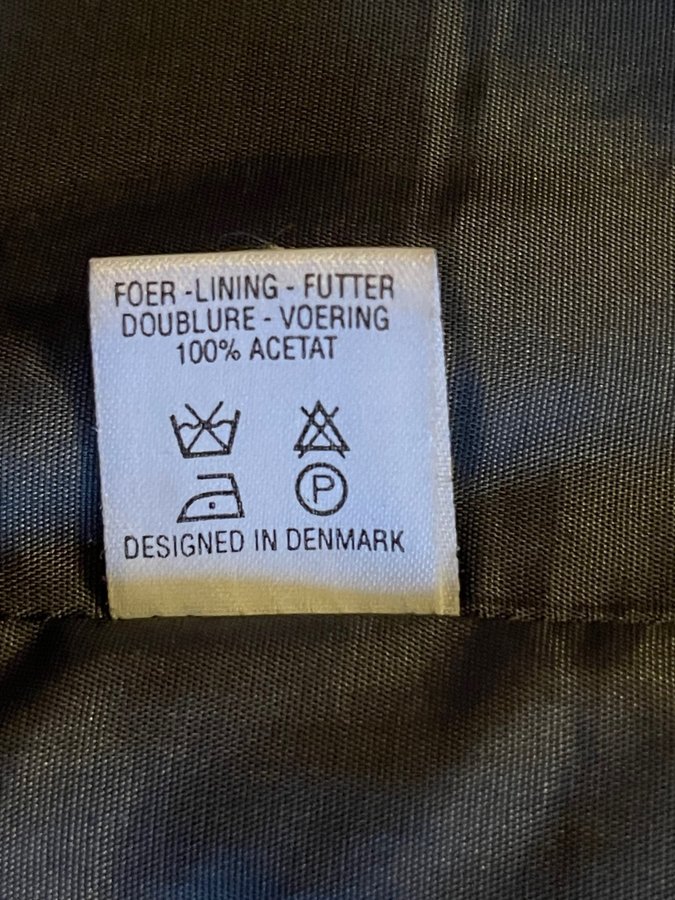 FOER -LINING - FUTTER
DOUBLURE - VOERING
100% ACETAT
P
DESIGNED IN DENMARK